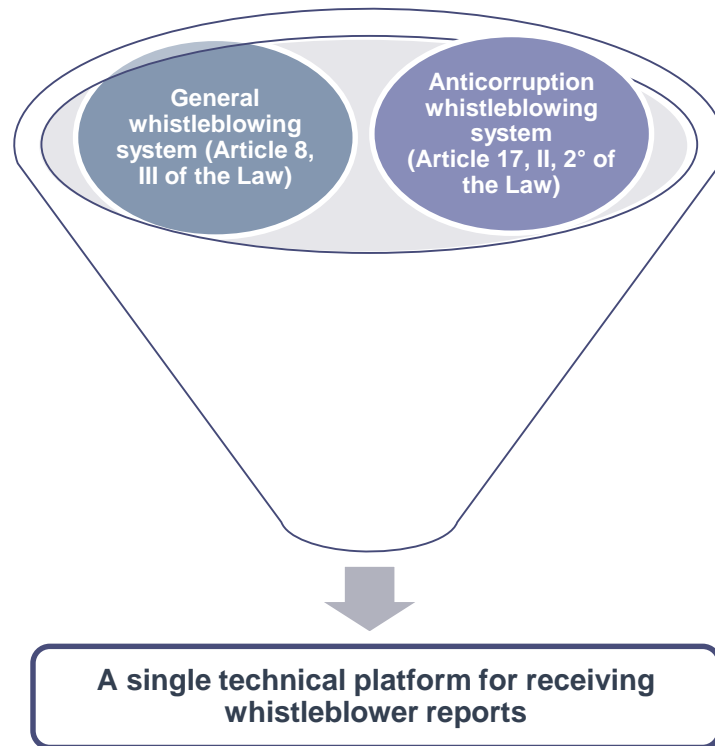 General
whistleblowing
system (Article 8,
III of the Law)
Anticorruption
whistleblowing
system
(Article 17, II, 2° of
the Law)
A single technical platform for receiving
whistleblower reports